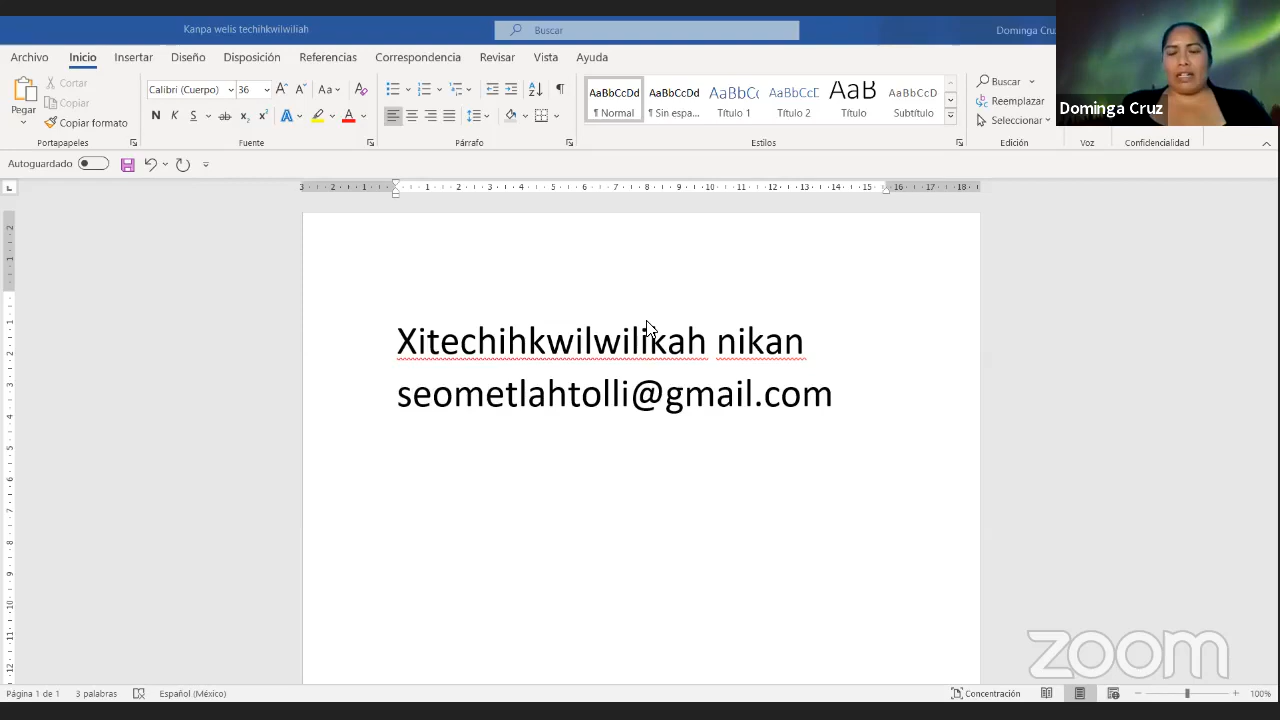 Kanpa welis techihkwilwiliah
Buscar
Dominga Cruz
Archivo Inicio Insertar Diseño Disposición Referencias Correspondencia Revisar Vista Ayuda
Pegar
Cortar
Copiar
Copiar formato
Portapapeles
Calibri (Cuerpo) 36
Fuente
Párrafo
AaBbCcDd AaBbCcDd AaBbCc AaBbCcE AaB AaBbCcD
¶ Normal ¶ Sin espa... Título 1 Título 2 Título Subtítulo
Estilos
Buscar
Reemplazar
Seleccionar
Edición
Voz
Confidencialidad
Dominga Cruz
Autoguardado
Xitechihkwilwilikah nikan
seometlahtolli@gmail.com
zoom
Página 1 de 1 3 palabras Español (México) Concentración 100%